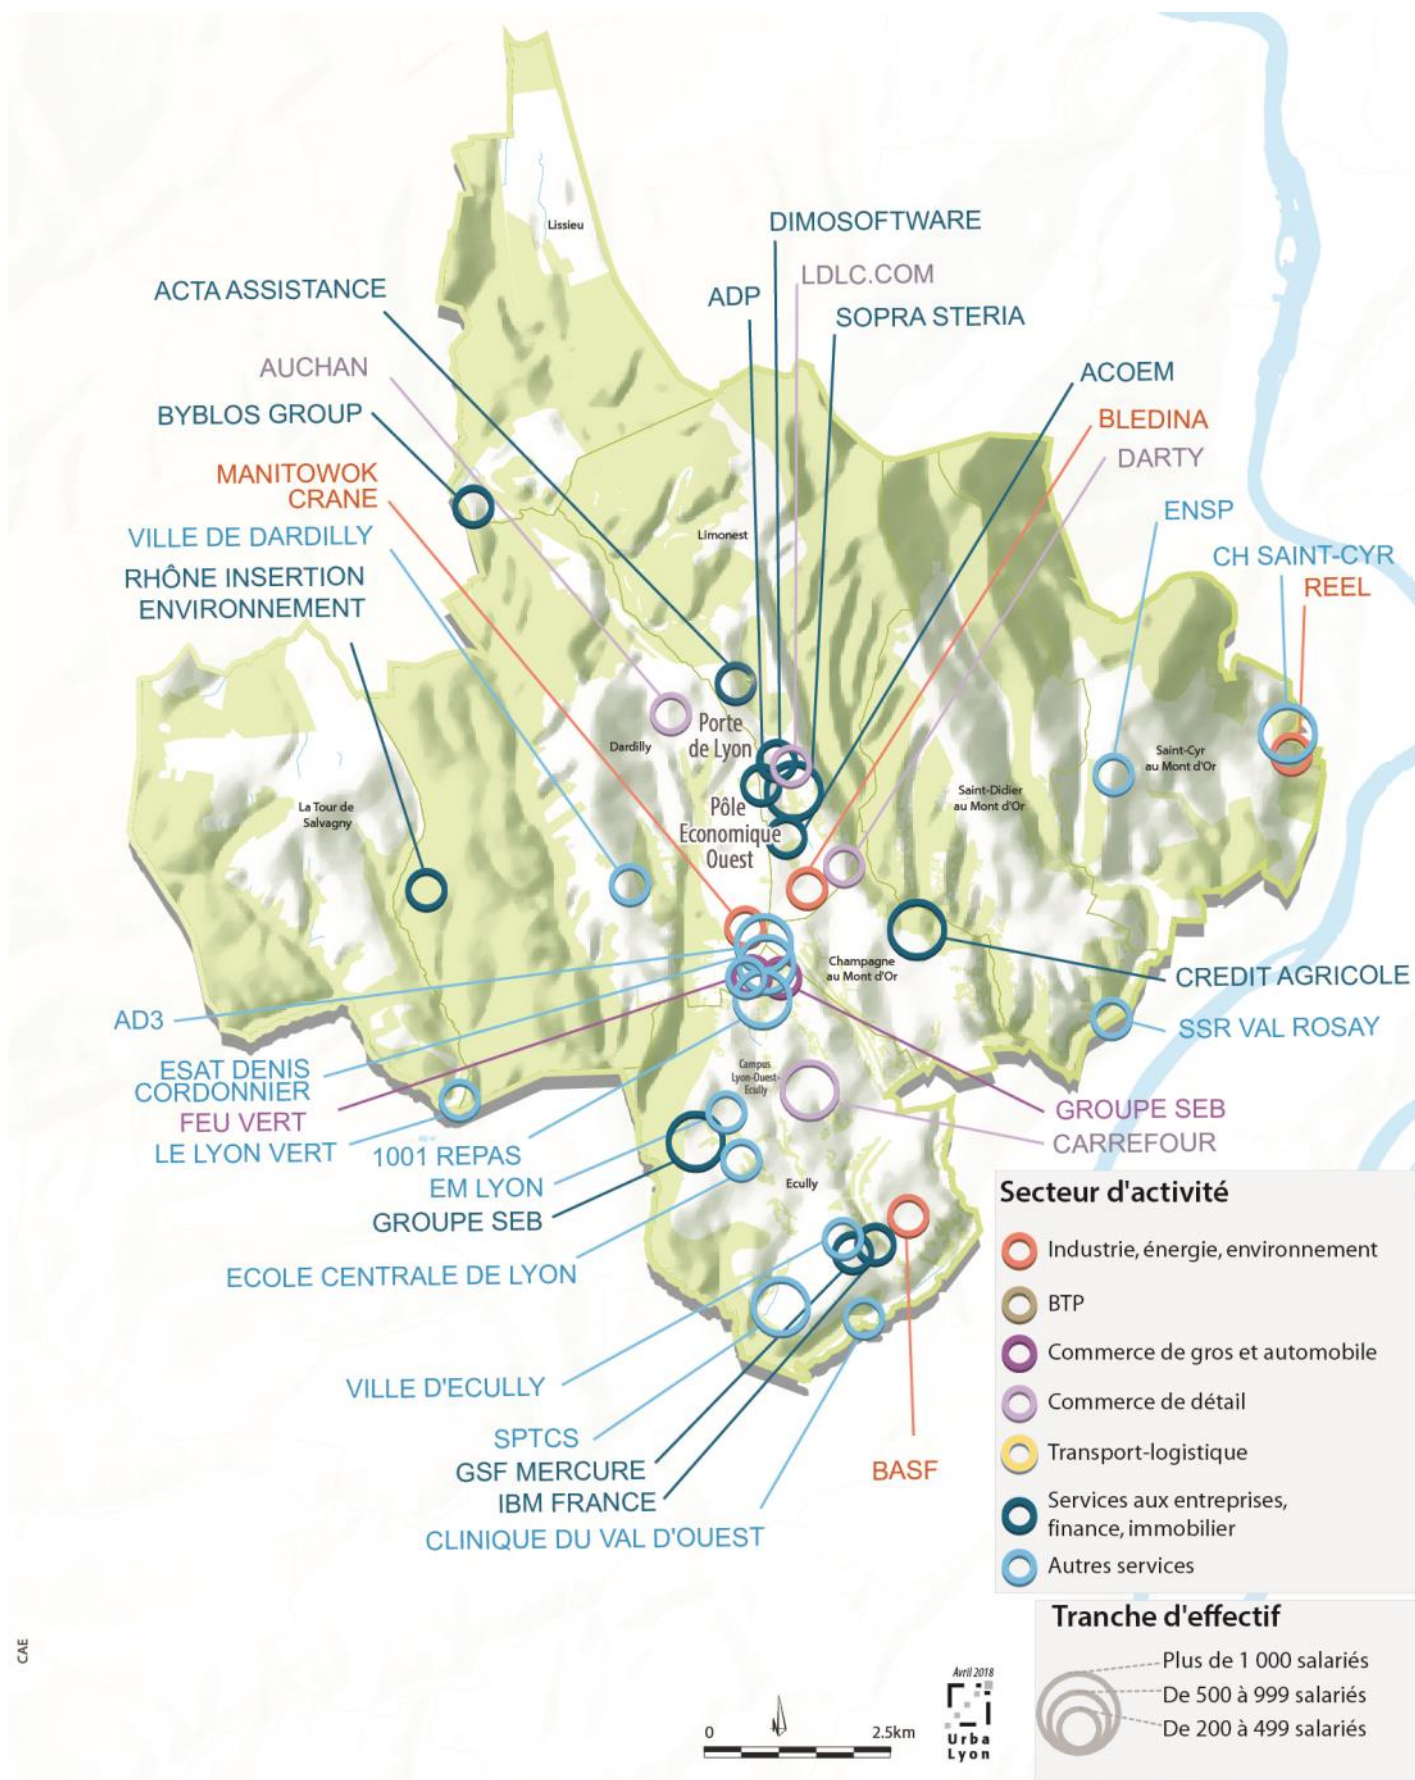 Lissieu
DIMOSOFTWARE
LDLC.COM
ACTA ASSISTANCE
ADP
SOPRA STERIA
AUCHAN
ACOEM
BYBLOS GROUP
BLEDINA
MANITOWOK
CRANE
DARTY
ENSP
VILLE DE DARDILLY
Limonest
CH SAINT-CYR
RHÔNE INSERTION
ENVIRONNEMENT
REEL
Porte
de Lyon
Dardilly
Saint-Cyr
au Mont d'Or
Saint-Didier
au Mont d'Or
La Tour de
Salvagny
Pôle
Economique
Ouest
Champagne
au Mont d'Or
CREDIT AGRICOLE
AD3
SSR VAL ROSAY
ESAT DENIS
CORDONNIER
Campus
Lyon-Ouest-
Ecully
FEU VERT
GROUPE SEB
LE LYON VERT
1001 REPAS
CARREFOUR
EM LYON
Ecully
GROUPE SEB
ECOLE CENTRALE DE LYON
VILLE D'ECULLY
SPTCS
GSF MERCURE
BASF
IBM FRANCE
CLINIQUE DU VAL D'OUEST
Secteur d'activité
Industrie, énergie, environnement
BTP
Commerce de gros et automobile
Commerce de détail
Transport-logistique
Services aux entreprises,
finance, immobilier
Autres services
Tranche d'effectif
Plus de 1 000 salariés
De 500 à 999 salariés
De 200 à 499 salariés
CAE
Avril 2018
Urba
Lyon
0 2.5km